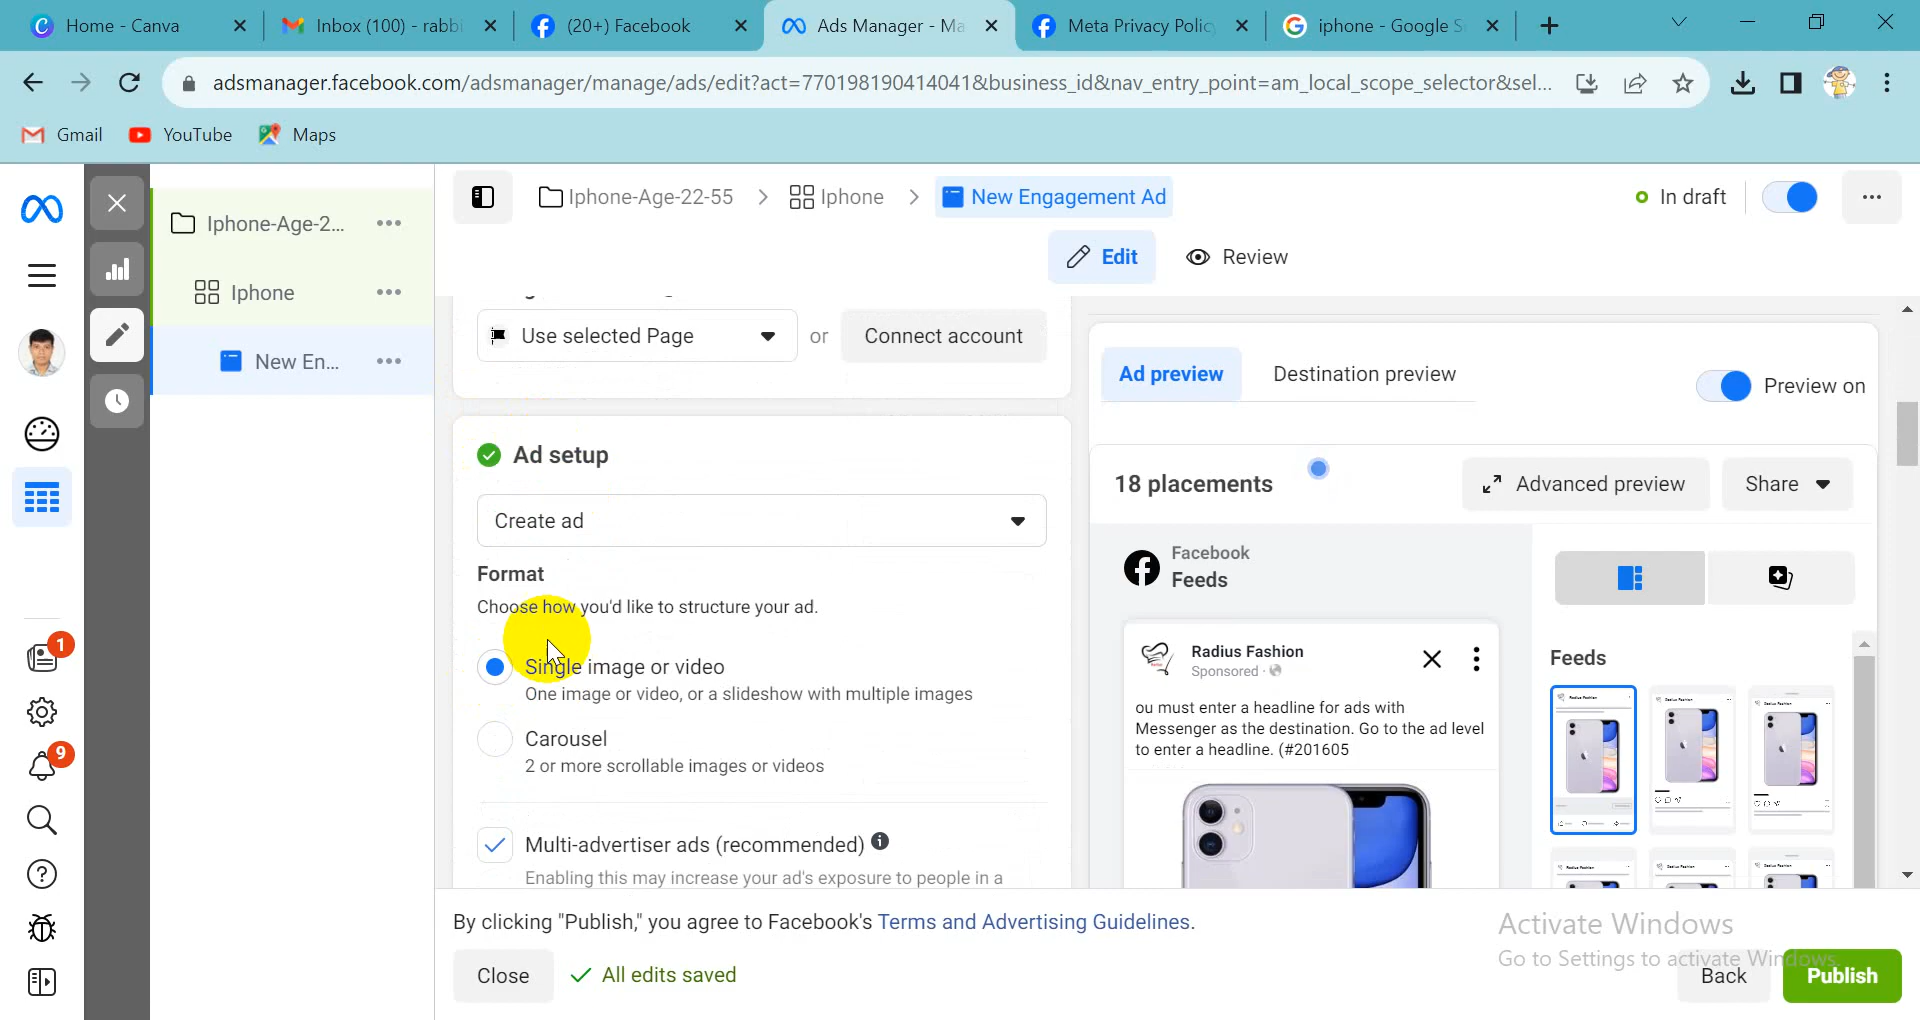 Home - Canva
Inbox (100) - rabbi
(20+) Facebook
Ads Manager - Ma
Meta Privacy Policy
iphone - Google S
adsmanager.facebook.com/adsmanager/manage/ads/edit?act=770198190414041&business_id&nav_entry_point=am_local_scope_selector&sel...
Gmail
YouTube
Maps
Iphone-Age-2...
Iphone
New En...
1
9
Iphone-Age-22-55
Iphone
New Engagement Ad
In draft
Edit
Review
Use selected Page
or
Connect account
Ad setup
Create ad
Format
Choose how you'd like to structure your ad.
Single image or video
One image or video, or a slideshow with multiple images
Carousel
2 or more scrollable images or videos
Multi-advertiser ads (recommended)
Enabling this may increase your ad's exposure to people in a
Ad preview
Destination preview
Preview on
18 placements
Advanced preview
Share
Facebook
Feeds
Radius Fashion
Sponsored ·
ou must enter a headline for ads with
Messenger as the destination. Go to the ad level
to enter a headline. (#201605
Feeds
By clicking "Publish," you agree to Facebook's Terms and Advertising Guidelines.
Close
All edits saved
Activate Windows
Go to Settings to activate Windows.
Back
Publish